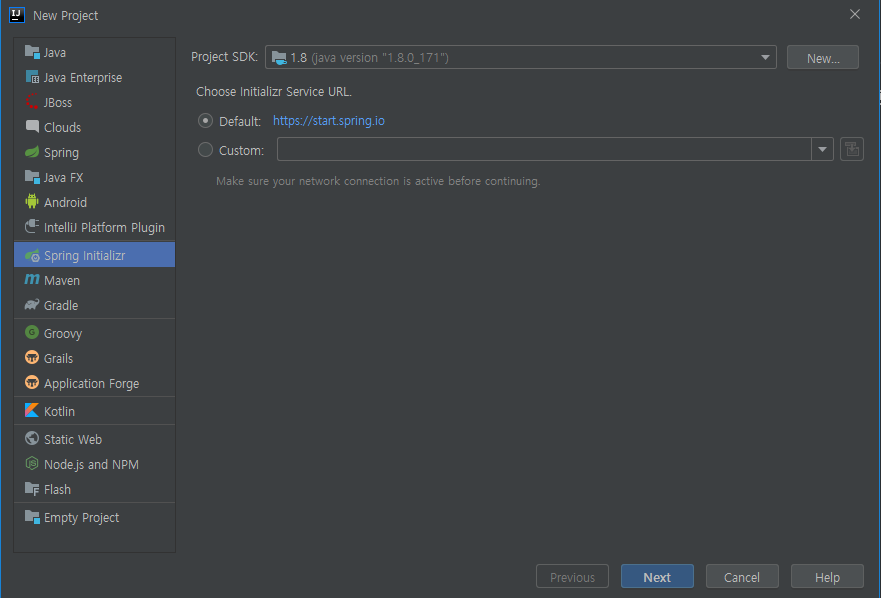 New Project
Java
Java Enterprise
JBoss
Clouds
Spring
Java FX
Android
IntelliJ Platform Plugin
Spring Initializr
Maven
Gradle
Groovy
Grails
Application Forge
Kotlin
Static Web
Node.js and NPM
Flash
Empty Project
Project SDK: 1.8 (java version "1.8.0_171") New...
Choose Initializr Service URL.
Default: https://start.spring.io
Custom:
Make sure your network connection is active before continuing.
Previous Next Cancel Help